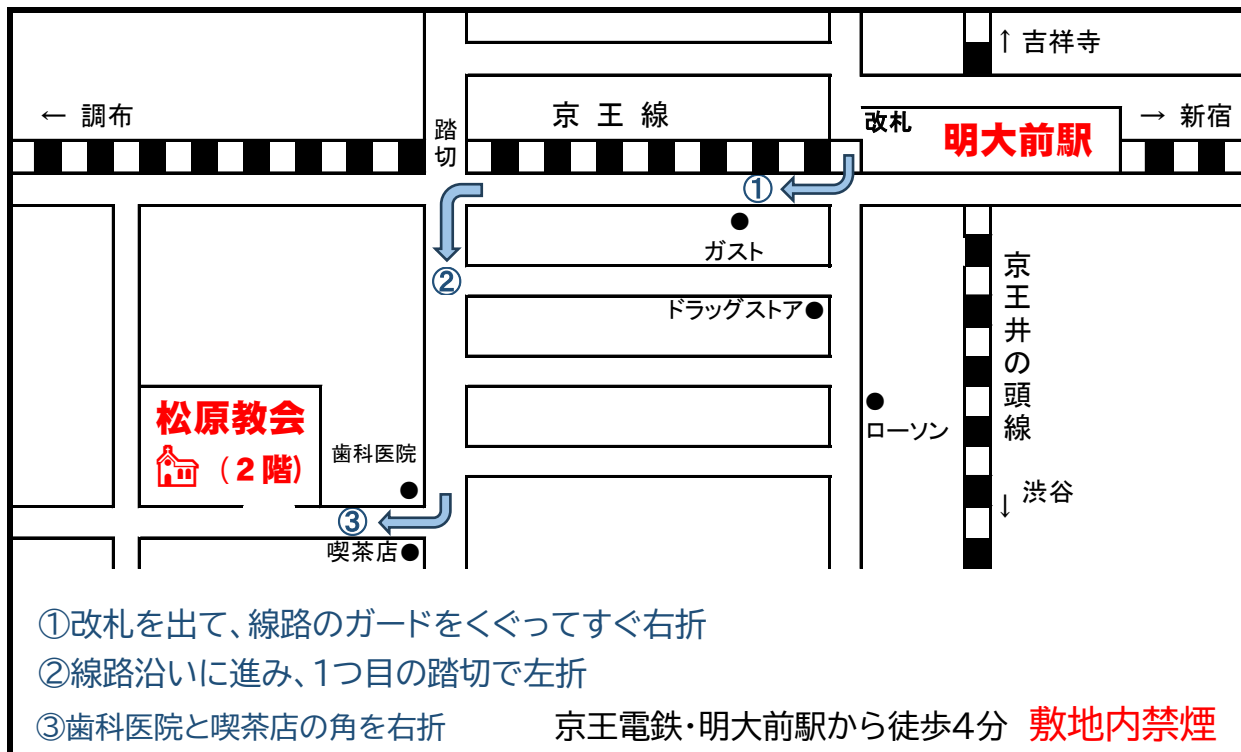 ↑ 吉祥寺
← 調布
踏切
京王線
改札
明大前駅
→ 新宿
①
②
ガスト
ドラッグストア
京王井の頭線
ローソン
松原教会
(2階)
歯科医院
↓ 渋谷
③
喫茶店
①改札を出て、線路のガードをくぐってすぐ右折
②線路沿いに進み、1つ目の踏切で左折
③歯科医院と喫茶店の角を右折
京王電鉄・明大前駅から徒歩4分 敷地内禁煙